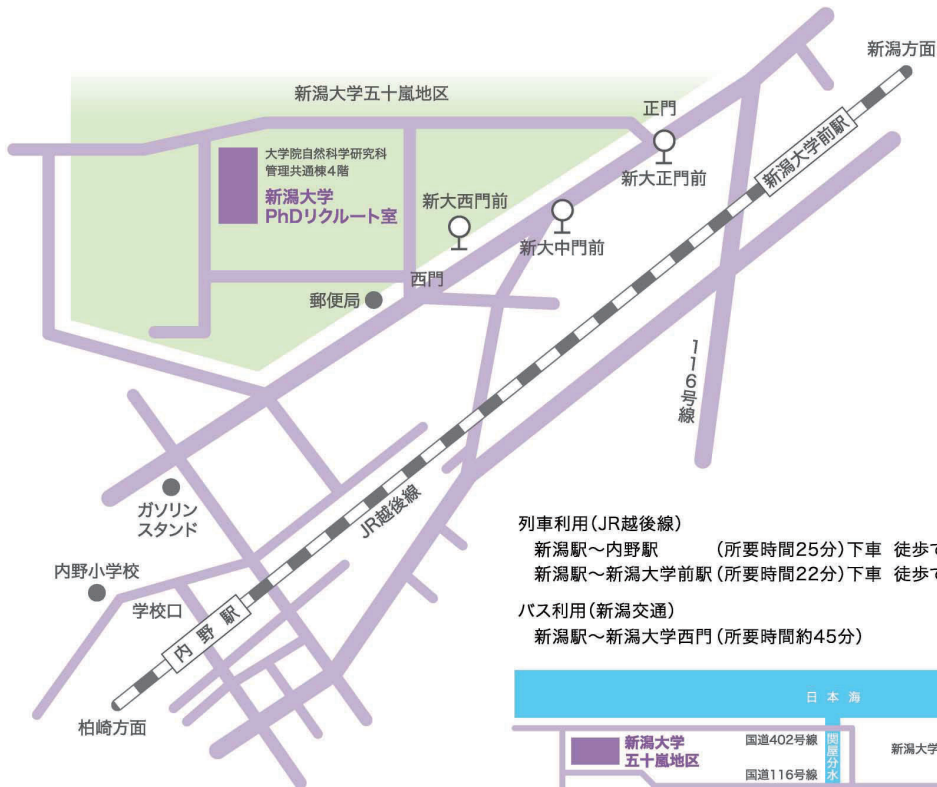 新潟方面
新潟大学五十嵐地区
正門
大学院自然科学研究科
管理共通棟4階
新潟大学
PhDリクルート室
新大正門前
新潟大学前駅
新大西門前
新大中門前
西門
郵便局
116号線
ガソリン
スタンド
JR越後線
内野小学校
学校口
内野駅
柏崎方面
列車利用(JR越後線)
新潟駅〜内野駅 (所要時間25分)下車 徒歩で
新潟駅〜新潟大学前駅(所要時間22分)下車 徒歩で
バス利用(新潟交通)
新潟駅〜新潟大学西門(所要時間約45分)
日本海
新潟大学
五十嵐地区
国道402号線
関屋分水
新潟大学
国道116号線